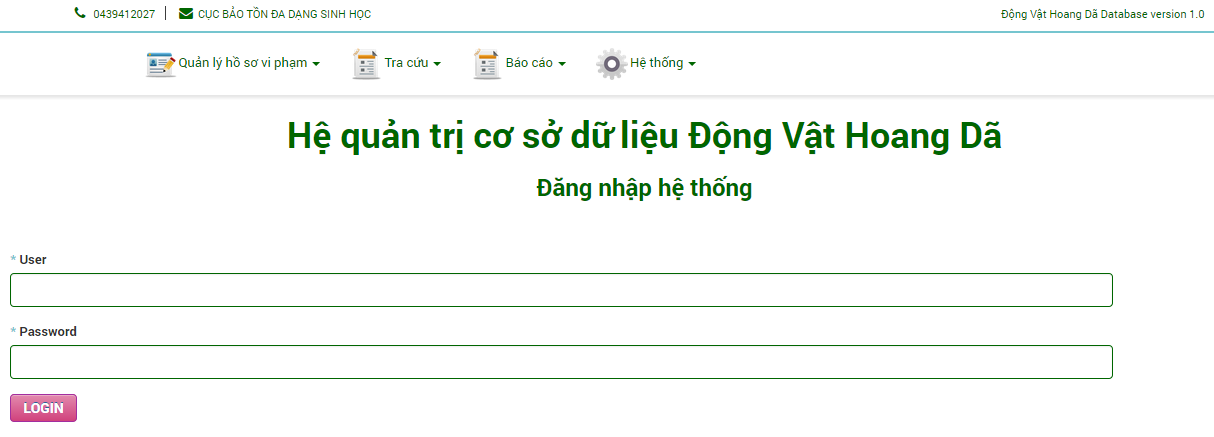 0439412027 | CỤC BẢO TỒN ĐA DẠNG SINH HỌC Động Vật Hoang Dã Database version 1.0
Quản lý hồ sơ vi phạm Tra cứu Báo cáo Hệ thống
Hệ quản trị cơ sở dữ liệu Động Vật Hoang Dã
Đăng nhập hệ thống
* User
* Password
LOGIN